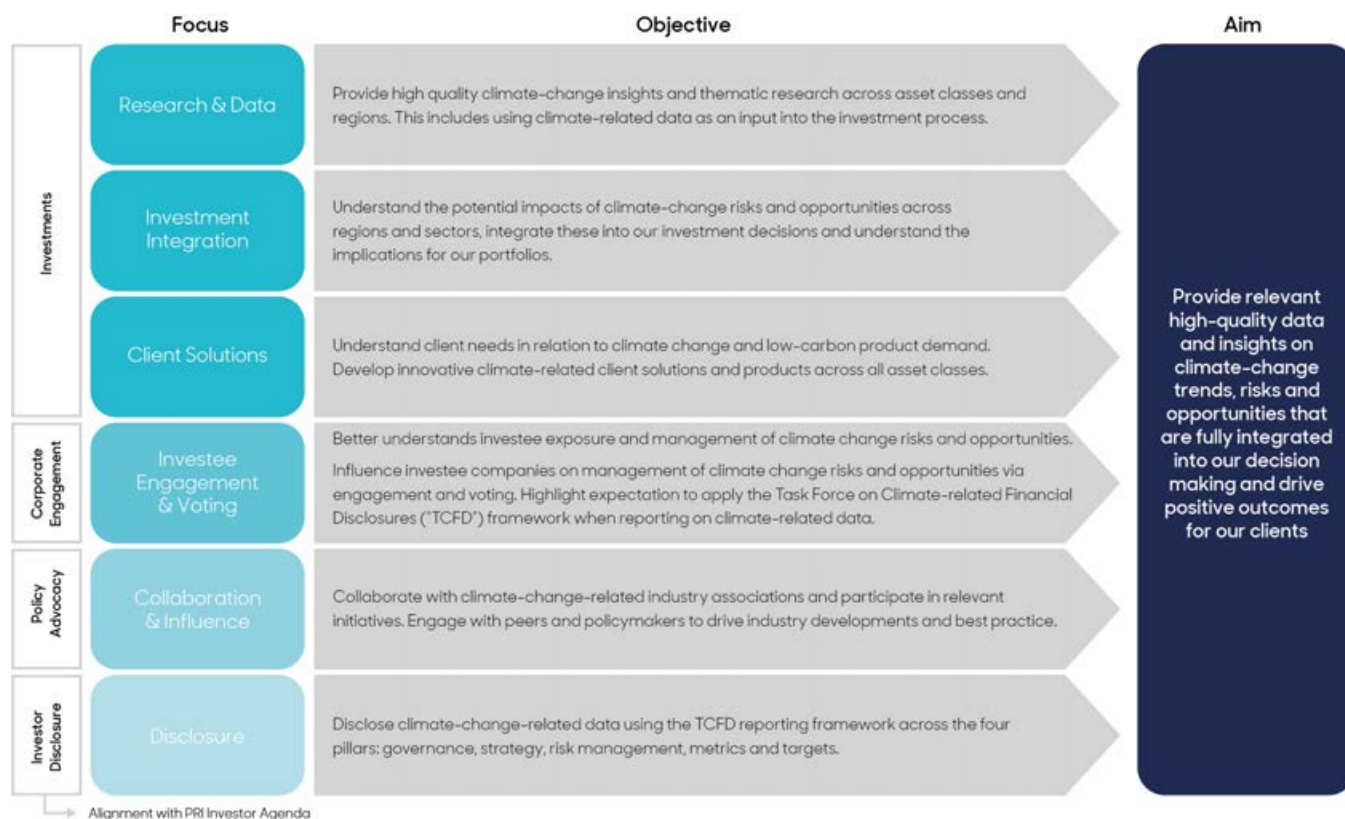 Focus
Objective
Aim
Investments
Research & Data
Provide high quality climate-change insights and thematic research across asset classes and
regions. This includes using climate-related data as an input into the investment process.
Investment
Integration
Understand the potential impacts of climate-change risks and opportunities across
regions and sectors, integrate these into our investment decisions and understand the
implications for our portfolios.
Client Solutions
Understand client needs in relation to climate change and low-carbon product demand.
Develop innovative climate-related client solutions and products across all asset classes.
Corporate
Engagement
Investee
Engagement
& Voting
Better understands investee exposure and management of climate change risks and opportunities.
Influence investee companies on management of climate change risks and opportunities via
engagement and voting. Highlight expectation to apply the Task Force on Climate-related Financial
Disclosures ("TCFD") framework when reporting on climate-related data.
Policy
Advocacy
Collaboration
& Influence
Collaborate with climate-change-related industry associations and participate in relevant
initiatives. Engage with peers and policymakers to drive industry developments and best practice.
Investor
Disclosure
Disclosure
Disclose climate-change-related data using the TCFD reporting framework across the four
pillars: governance, strategy, risk management, metrics and targets.
Provide relevant
high-quality data
and insights on
climate-change
trends, risks and
opportunities that
are fully integrated
into our decision
making and drive
positive outcomes
for our clients
Alignment with PRI Investor Agenda